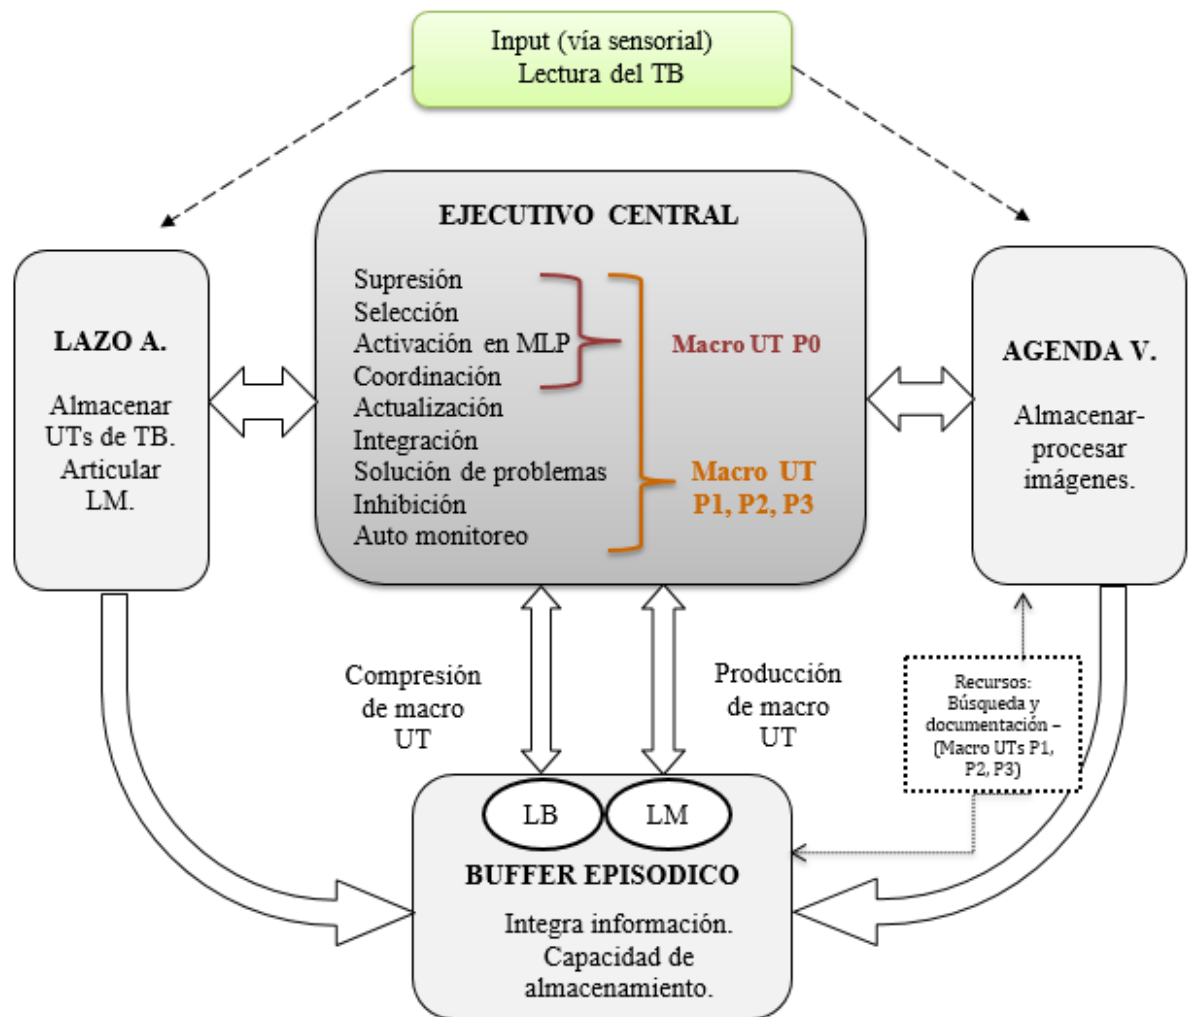 Input (vía sensorial)
Lectura del TB
EJECUTIVO CENTRAL
Supresión
Selección
Activación en MLP
Coordinación
Actualización
Integración
Solución de problemas
Inhibición
Auto monitoreo
Macro UT P0
Macro UT
P1, P2, P3
LAZO A.
Almacenar
UTs de TB.
Articular
LM.
AGENDA V.
Almacenar-
procesar
imágenes.
Compresión
de macro
UT
Producción
de macro
UT
Recursos:
Búsqueda y
documentación –
(Macro UTs P1,
P2, P3)
LB
LM
BUFFER EPISODICO
Integra información.
Capacidad de
almacenamiento.